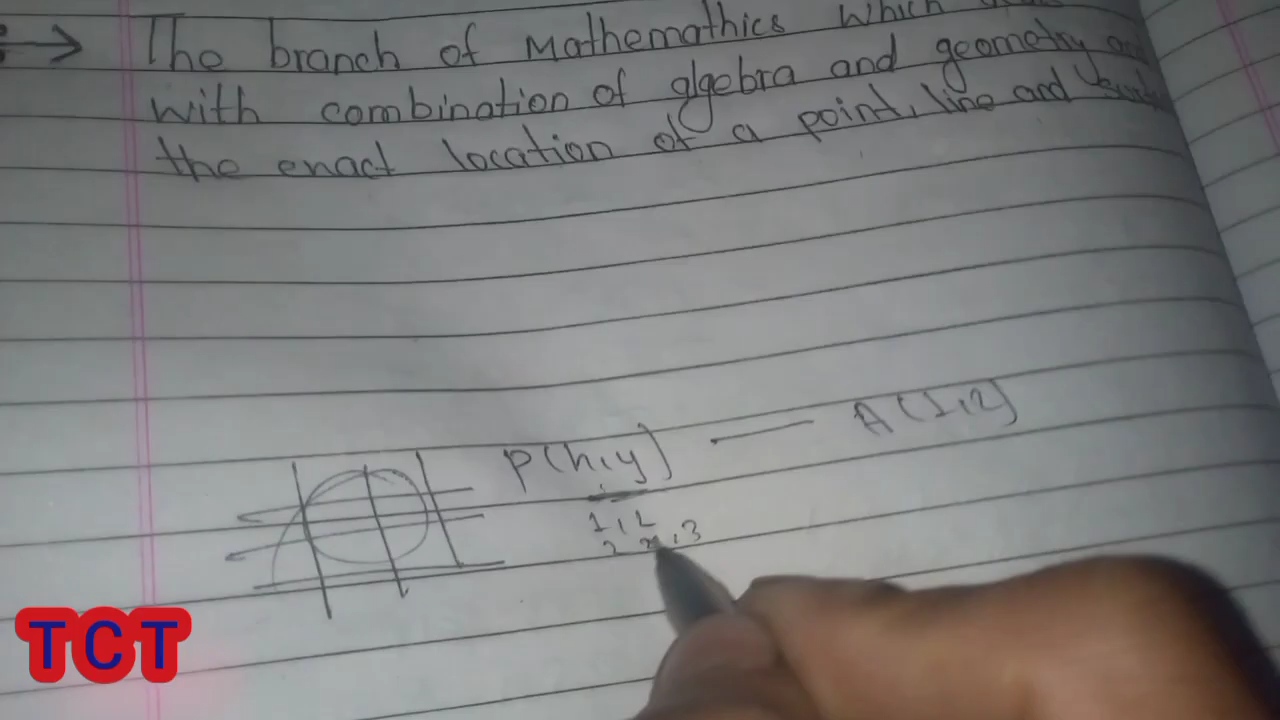 The branch of Mathemathics which
with combination of algebra and geometry
the enact location of a point, line and
P(h,y) — A(1,2)
1,2
3
TCT